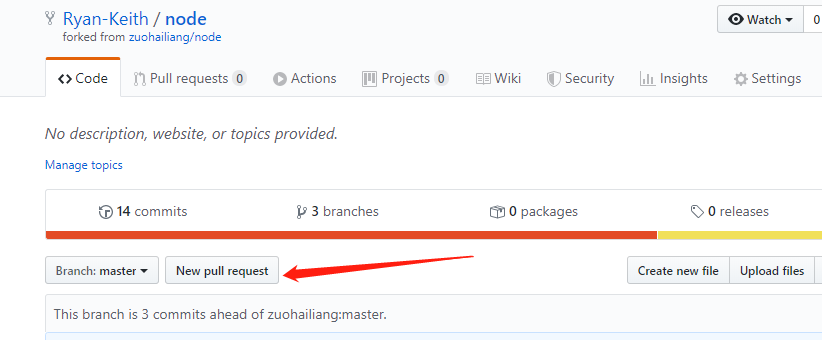 Ryan-Keith / node
Watch 0
forked from zuohailiang/node
Code Pull requests 0 Actions Projects 0 Wiki Security Insights Settings
No description, website, or topics provided.
Manage topics
14 commits 3 branches 0 packages 0 releases
Branch: master New pull request Create new file Upload files
This branch is 3 commits ahead of zuohailiang:master.